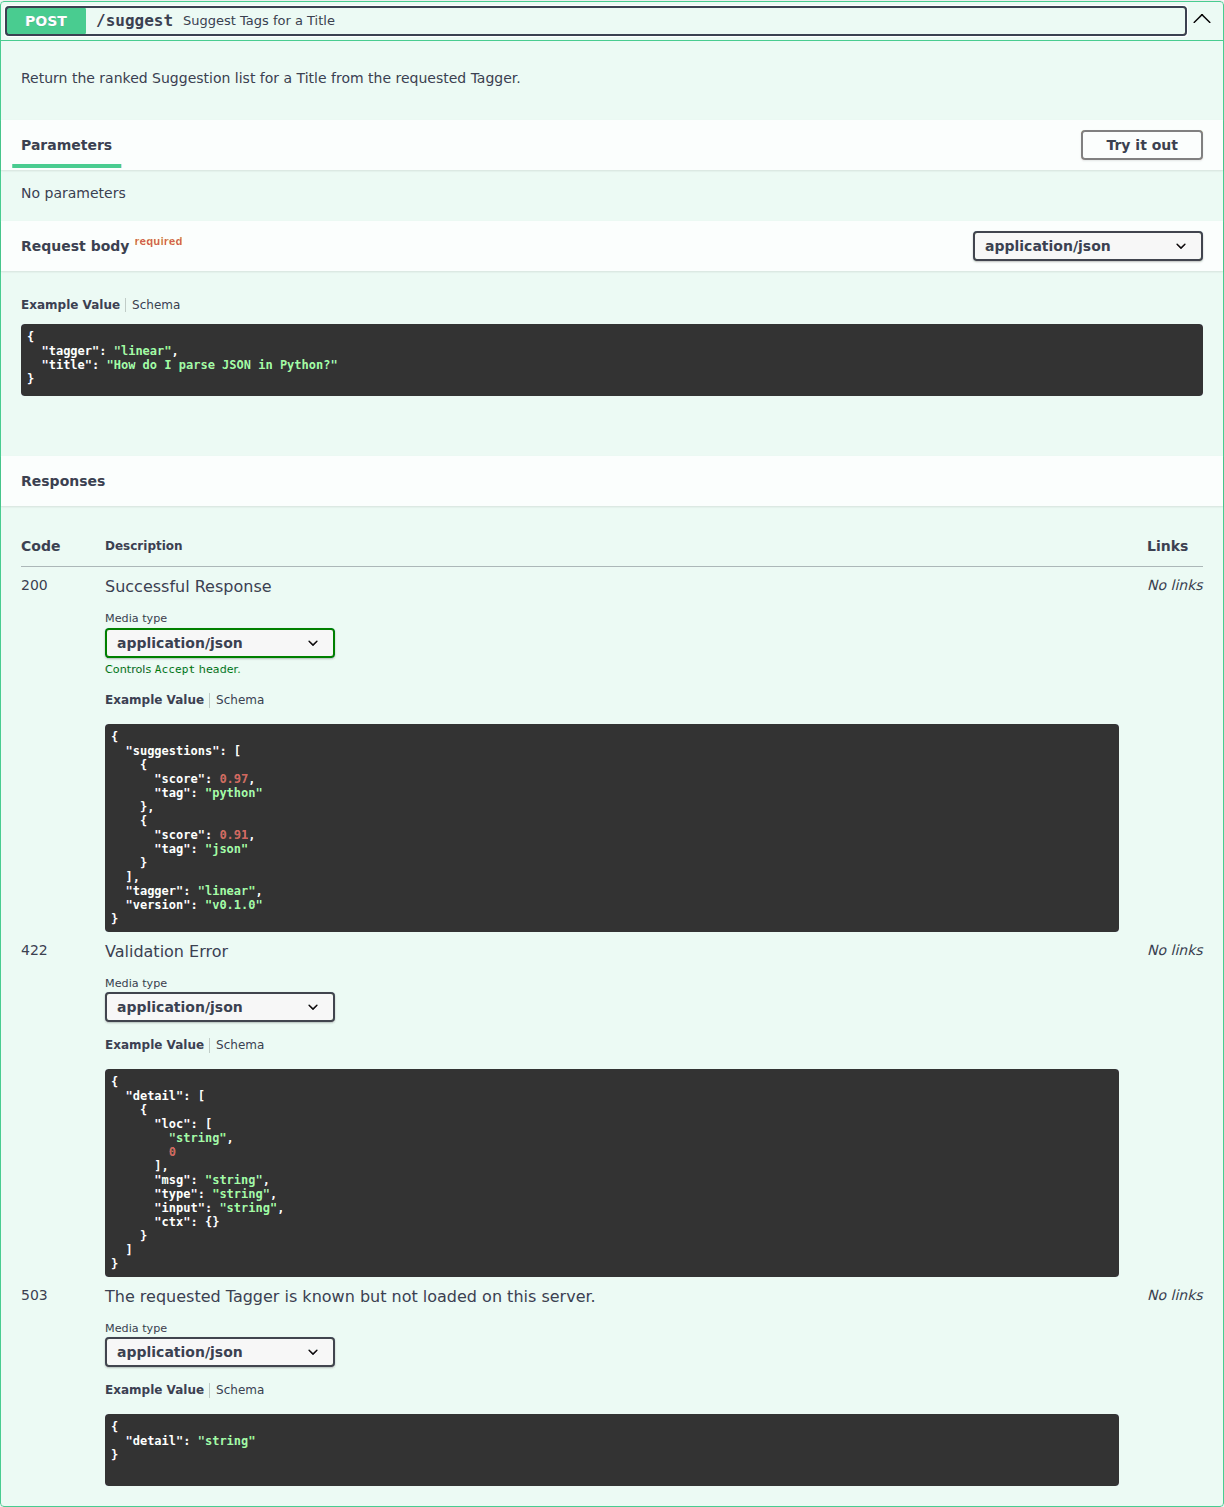 POST /suggest Suggest Tags for a Title
Return the ranked Suggestion list for a Title from the requested Tagger.
Parameters
Try it out
No parameters
Request body required
application/json
Example Value Schema
{
  "tagger": "linear",
  "title": "How do I parse JSON in Python?"
}
Responses
Code Description Links
200 Successful Response No links
Media type
application/json
Controls Accept header.
Example Value Schema
{
  "suggestions": [
    {
      "score": 0.97,
      "tag": "python"
    },
    {
      "score": 0.91,
      "tag": "json"
    }
  ],
  "tagger": "linear",
  "version": "v0.1.0"
}
422 Validation Error No links
Media type
application/json
Example Value Schema
{
  "detail": [
    {
      "loc": [
        "string",
        0
      ],
      "msg": "string",
      "type": "string",
      "input": "string",
      "ctx": {}
    }
  ]
}
503 The requested Tagger is known but not loaded on this server. No links
Media type
application/json
Example Value Schema
{
  "detail": "string"
}